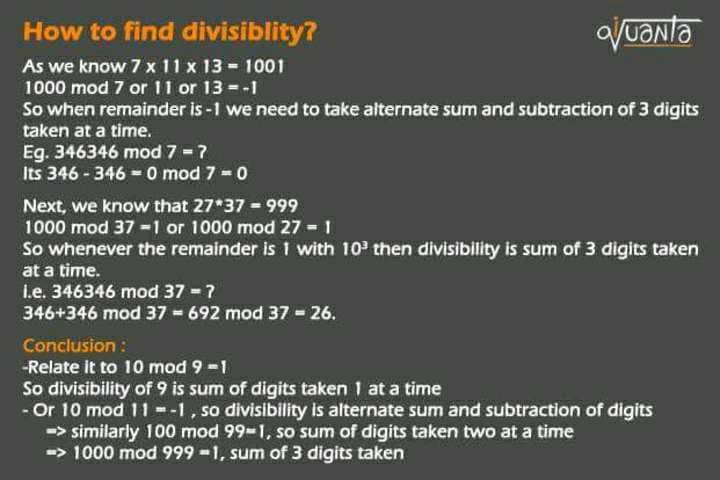 How to find divisiblity?
qVuanta
As we know 7 x 11 x 13 = 1001
1000 mod 7 or 11 or 13 = -1
So when remainder is -1 we need to take alternate sum and subtraction of 3 digits
taken at a time.
Eg. 346346 mod 7 = ?
Its 346 - 346 = 0 mod 7 = 0
Next, we know that 27*37 = 999
1000 mod 37 =1 or 1000 mod 27 = 1
So whenever the remainder is 1 with 10³ then divisibility is sum of 3 digits taken
at a time.
i.e. 346346 mod 37 = ?
346+346 mod 37 = 692 mod 37 = 26.
Conclusion :
-Relate it to 10 mod 9 =1
So divisibility of 9 is sum of digits taken 1 at a time
- Or 10 mod 11 = -1 , so divisibility is alternate sum and subtraction of digits
=> similarly 100 mod 99=1, so sum of digits taken two at a time
=> 1000 mod 999 =1, sum of 3 digits taken